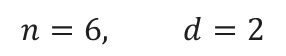 n = 6, d = 2